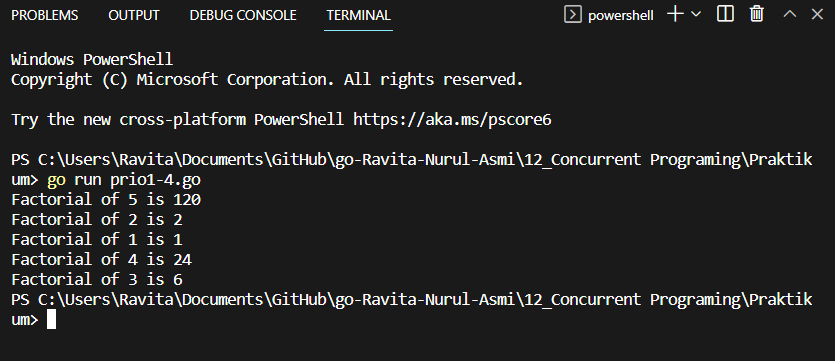 PROBLEMS OUTPUT DEBUG CONSOLE TERMINAL powershell
Windows PowerShell
Copyright (C) Microsoft Corporation. All rights reserved.
Try the new cross-platform PowerShell https://aka.ms/pscore6
PS C:\Users\Ravita\Documents\GitHub\go-Ravita-Nurul-Asmi\12_Concurrent Programing\Praktik
um> go run prio1-4.go
Factorial of 5 is 120
Factorial of 2 is 2
Factorial of 1 is 1
Factorial of 4 is 24
Factorial of 3 is 6
PS C:\Users\Ravita\Documents\GitHub\go-Ravita-Nurul-Asmi\12_Concurrent Programing\Praktik
um>